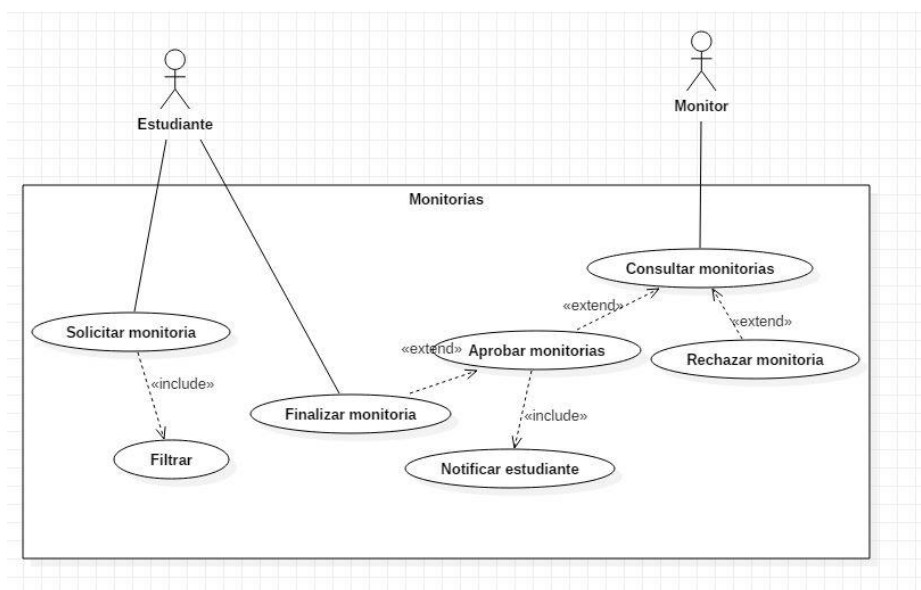 Estudiante
Monitor
Monitorias
Consultar monitorias
«extend»
«extend»
Solicitar monitoria
«extend»
Aprobar monitorias
Rechazar monitoria
«include»
Finalizar monitoria
«include»
Filtrar
Notificar estudiante